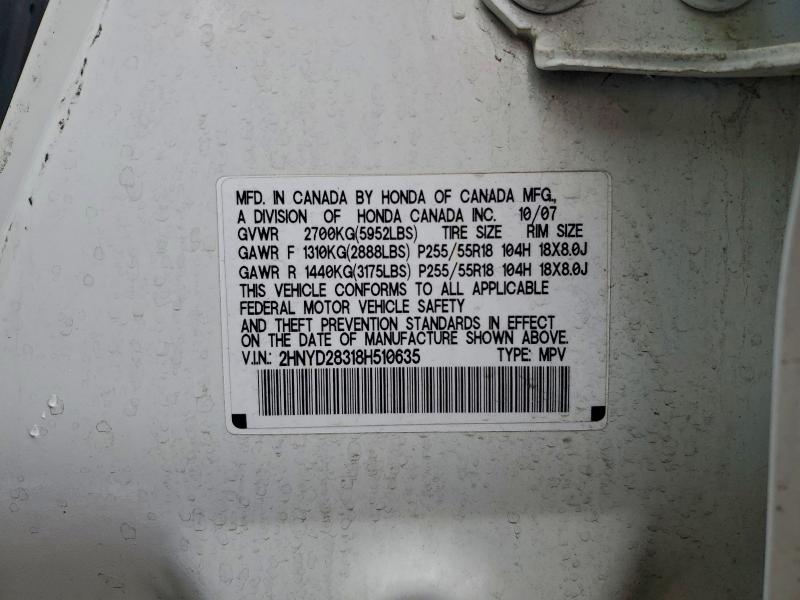 MFD. IN CANADA BY HONDA OF CANADA MFG.,
A DIVISION OF HONDA CANADA INC. 10/07
GVWR 2700KG(5952LBS) TIRE SIZE RIM SIZE
GAWR F 1310KG(2888LBS) P255/55R18 104H 18X8.0J
GAWR R 1440KG(3175LBS) P255/55R18 104H 18X8.0J
THIS VEHICLE CONFORMS TO ALL APPLICABLE
FEDERAL MOTOR VEHICLE SAFETY
AND THEFT PREVENTION STANDARDS IN EFFECT
ON THE DATE OF MANUFACTURE SHOWN ABOVE.
V.I.N.: 2HNYD28318H510635 TYPE: MPV